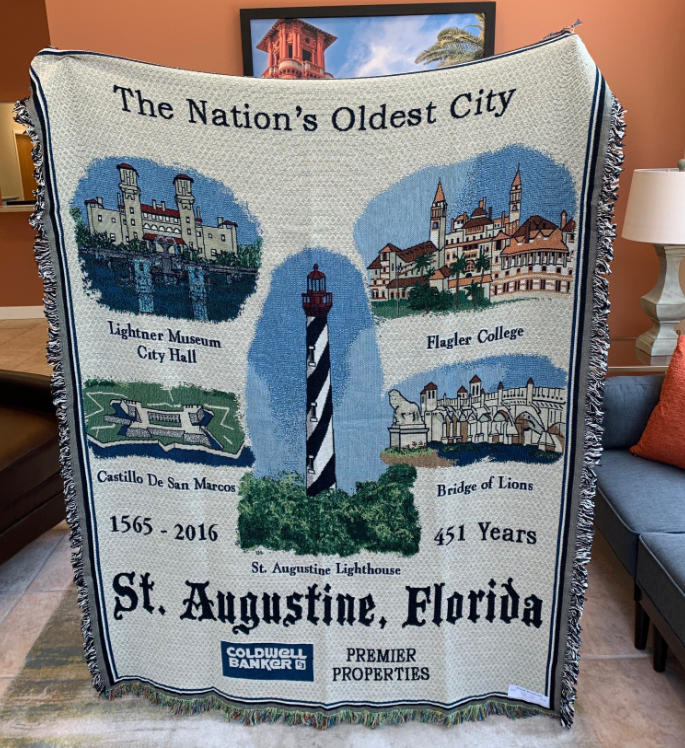 The Nation's Oldest City
Lightner Museum
City Hall
Flagler College
Castillo De San Marcos
Bridge of Lions
1565 - 2016
451 Years
St. Augustine Lighthouse
St. Augustine, Florida
COLDWELL
BANKER
PREMIER
PROPERTIES